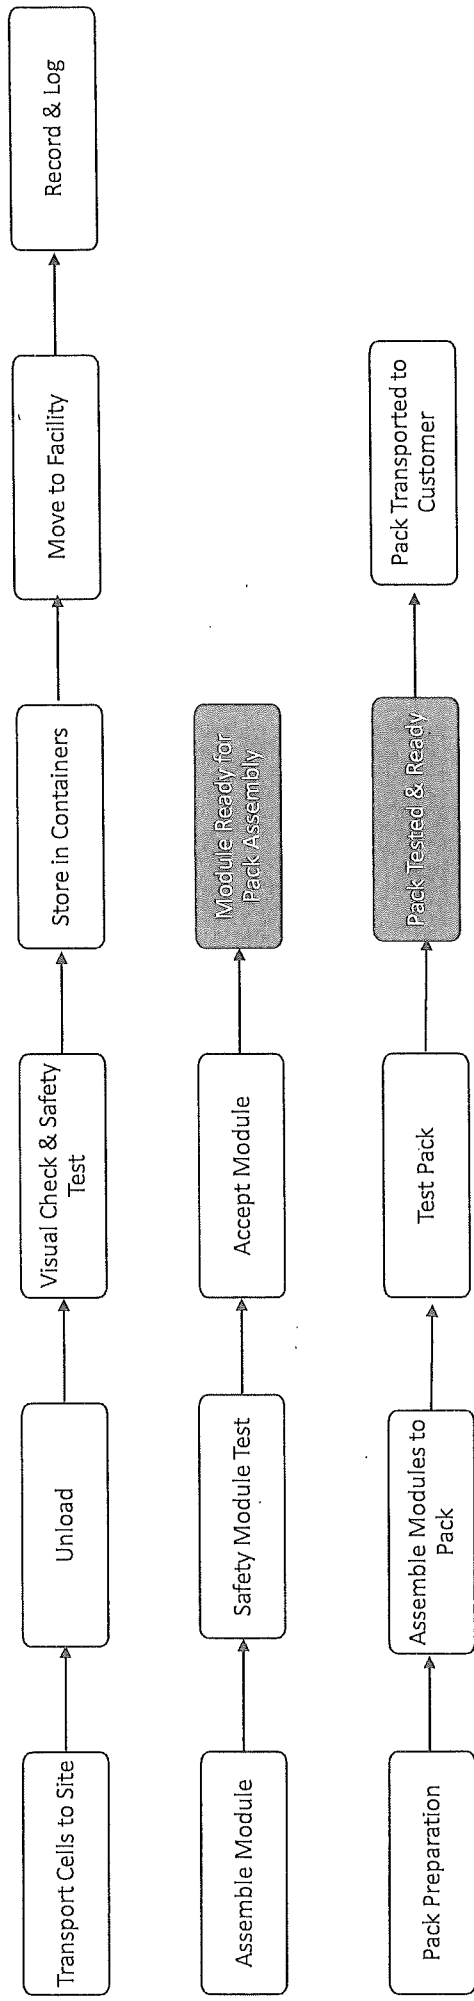 Transport Cells to Site
Unload
Visual Check & Safety
Test
Store in Containers
Move to Facility
Record & Log
Assemble Module
Safety Module Test
Accept Module
Module Ready for
Pack Assembly
Pack Preparation
Assemble Modules to
Pack
Test Pack
Pack Tested & Ready
Pack Transported to
Customer